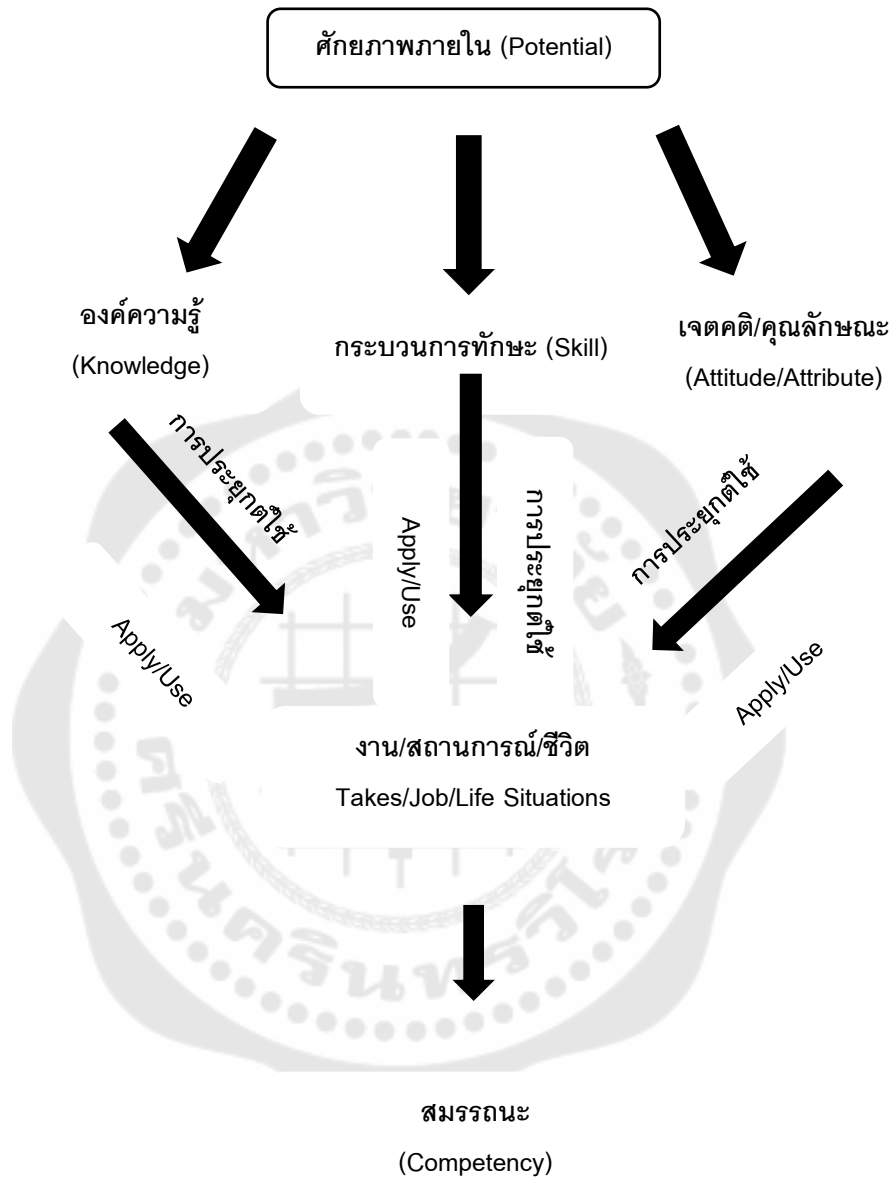 ศักยภาพภายใน (Potential)
องค์ความรู้
(Knowledge)
กระบวนการทักษะ (Skill)
เจตคติ/คุณลักษณะ
(Attitude/Attribute)
การประยุกต์ใช้
Apply/Use
Apply/Use
การประยุกต์ใช้
การประยุกต์ใช้
Apply/Use
งาน/สถานการณ์/ชีวิต
Takes/Job/Life Situations
สมรรถนะ
(Competency)